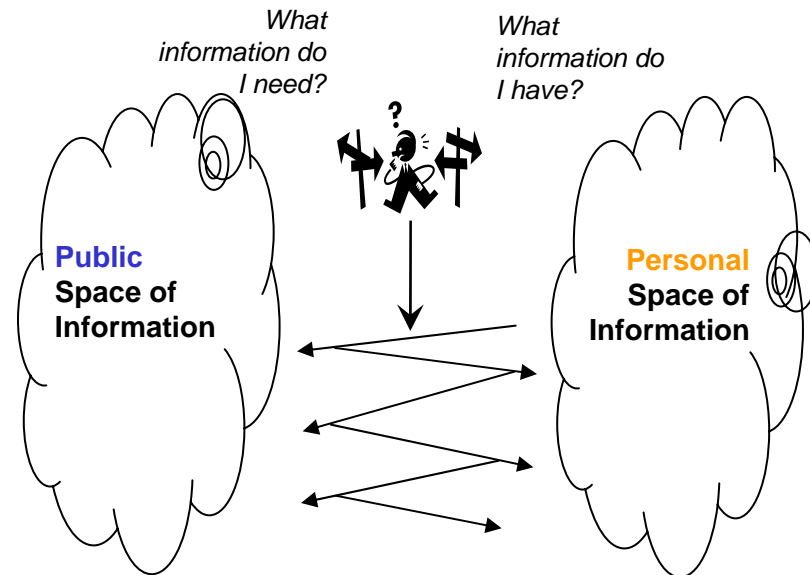 What
information do
I need?
What
information do
I have?
?
Public
Space of
Information
Personal
Space of
Information